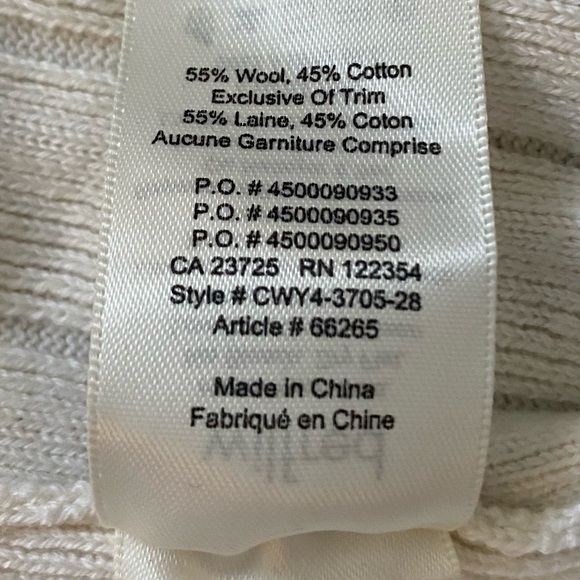 55% Wool, 45% Cotton
Exclusive Of Trim
55% Laine, 45% Coton
Aucune Garniture Comprise
P.O. # 4500090933
P.O. # 4500090935
P.O. # 4500090950
CA 23725 RN 122354
Style # CWY4-3705-28
Article # 66265
Made in China
Fabriqué en Chine
wilfred